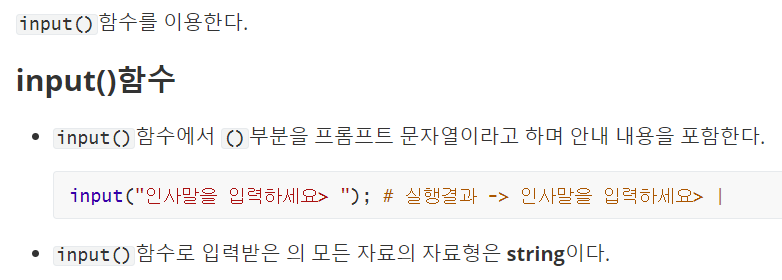 input()함수를 이용한다.
input()함수
input()함수에서 ()부분을 프롬프트 문자열이라고 하며 안내 내용을 포함한다.
input("인사말을 입력하세요> "); # 실행결과 -> 인사말을 입력하세요> |
input()함수로 입력받은 의 모든 자료의 자료형은 string이다.